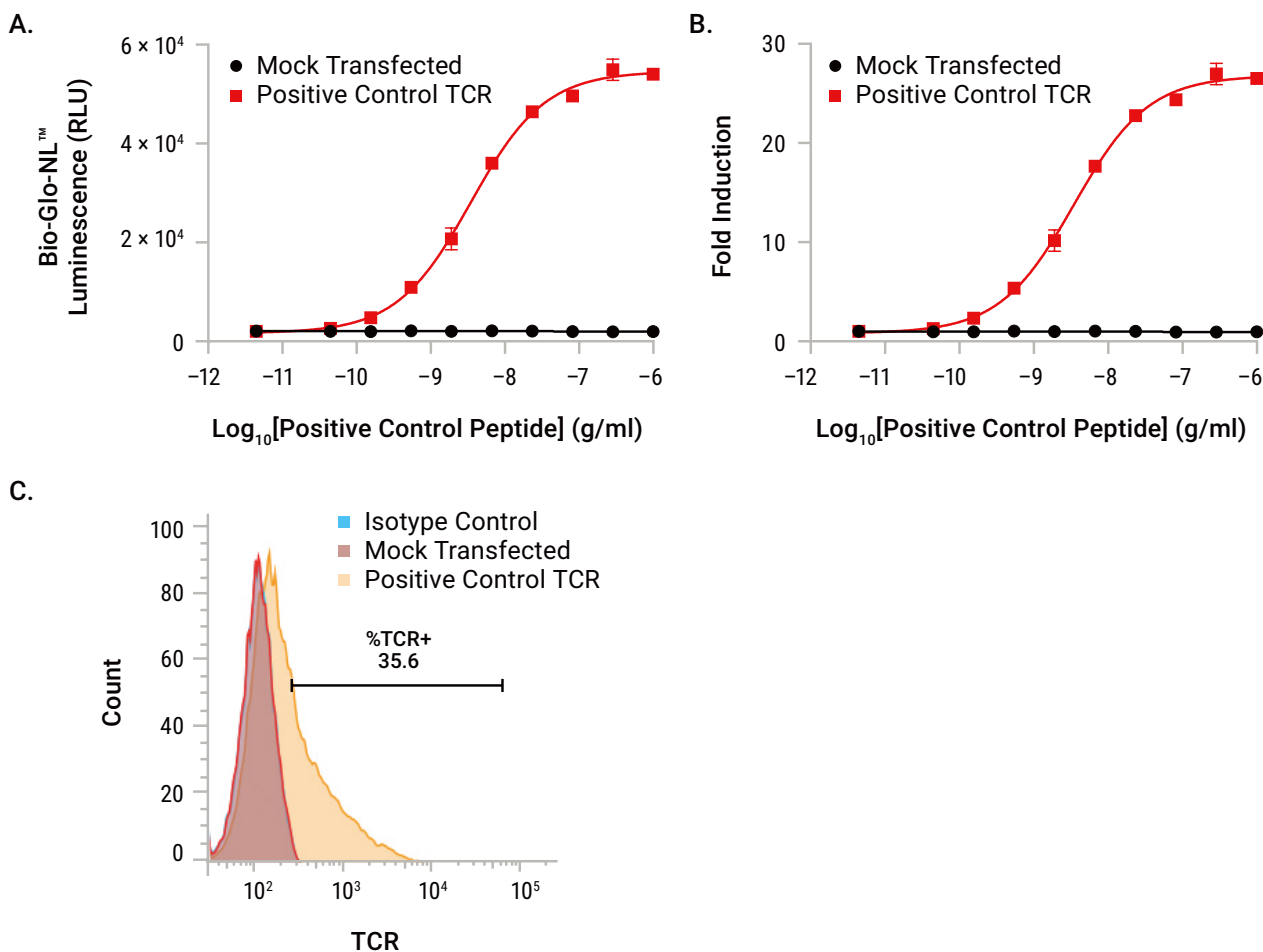 A.
6 × 10⁴
4 × 10⁴
2 × 10⁴
0
Bio-Glo-NL™
Luminescence (RLU)
Mock Transfected
Positive Control TCR
−12 −11 −10 −9 −8 −7 −6
Log₁₀[Positive Control Peptide] (g/ml)
B.
30
20
10
0
Fold Induction
Mock Transfected
Positive Control TCR
−12 −11 −10 −9 −8 −7 −6
Log₁₀[Positive Control Peptide] (g/ml)
C.
100
80
60
40
20
0
Count
Isotype Control
Mock Transfected
Positive Control TCR
%TCR+
35.6
10² 10³ 10⁴ 10⁵
TCR